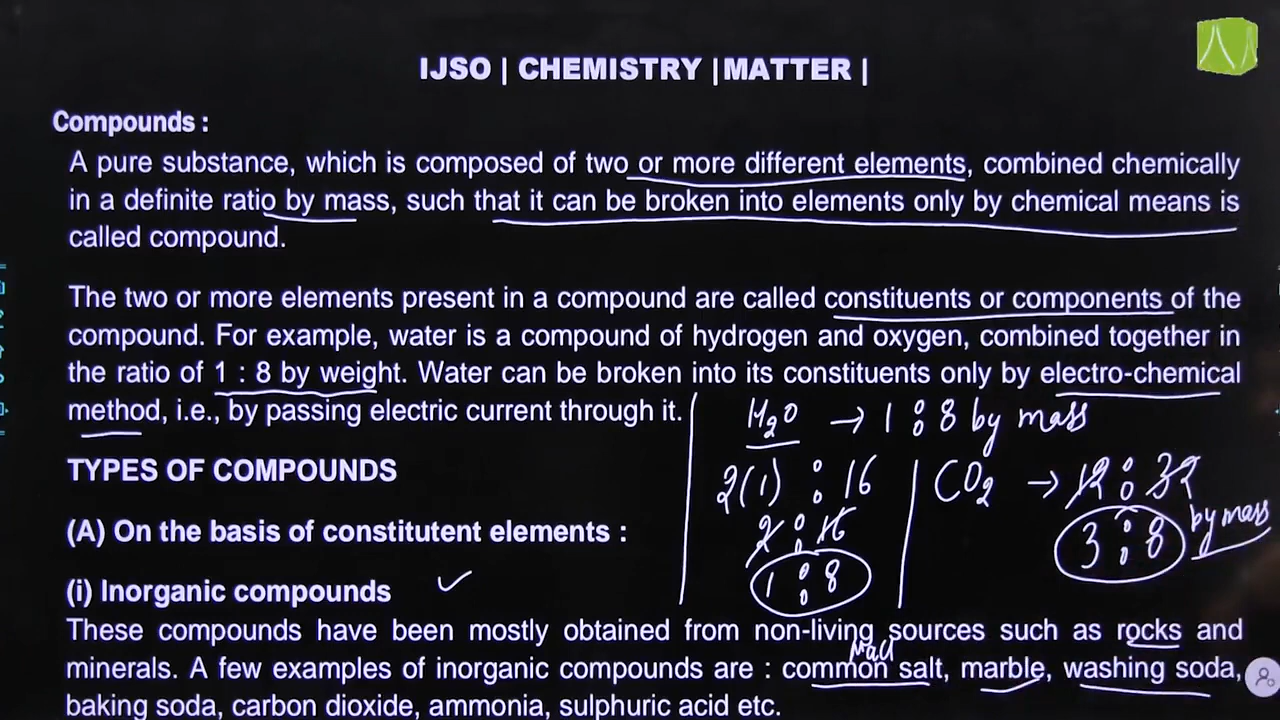 IJSO | CHEMISTRY |MATTER |
Compounds :
A pure substance, which is composed of two or more different elements, combined chemically
in a definite ratio by mass, such that it can be broken into elements only by chemical means is
called compound.
The two or more elements present in a compound are called constituents or components of the
compound. For example, water is a compound of hydrogen and oxygen, combined together in
the ratio of 1 : 8 by weight. Water can be broken into its constituents only by electro-chemical
method, i.e., by passing electric current through it.
H₂O → 1 : 8 by mass
2(1) : 16
2 : 16
1 : 8
CO₂ → 12 : 32
3 : 8 by mass
TYPES OF COMPOUNDS
(A) On the basis of constitutent elements :
(i) Inorganic compounds
These compounds have been mostly obtained from non-living sources such as rocks and
NaCl
minerals. A few examples of inorganic compounds are : common salt, marble, washing soda,
baking soda, carbon dioxide, ammonia, sulphuric acid etc.